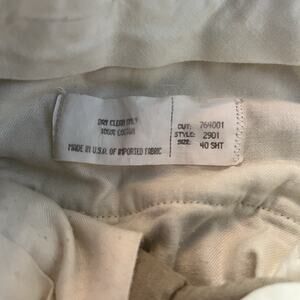 DRY CLEAN ONLY
100% COTTON
MADE IN U.S.A. OF IMPORTED FABRIC
CUT: 764001
STYLE: 2901
SIZE: 40 SHT